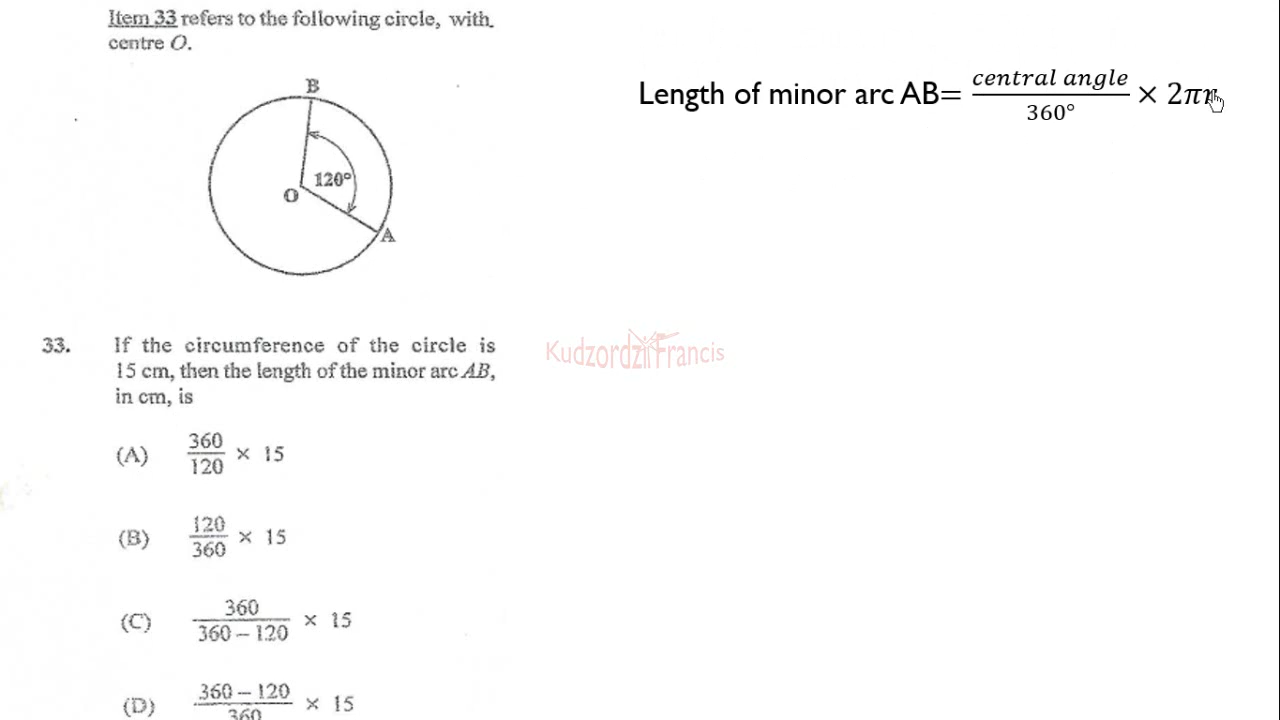 Item 33 refers to the following circle, with
centre O.
B
120°
O
A
Length of minor arc AB= central angle/360° × 2πr
33. If the circumference of the circle is
15 cm, then the length of the minor arc AB,
in cm, is
Kudzordzi Francis
(A) 360/120 × 15
(B) 120/360 × 15
(C) 360/360 – 120 × 15
(D) 360 – 120/360 × 15